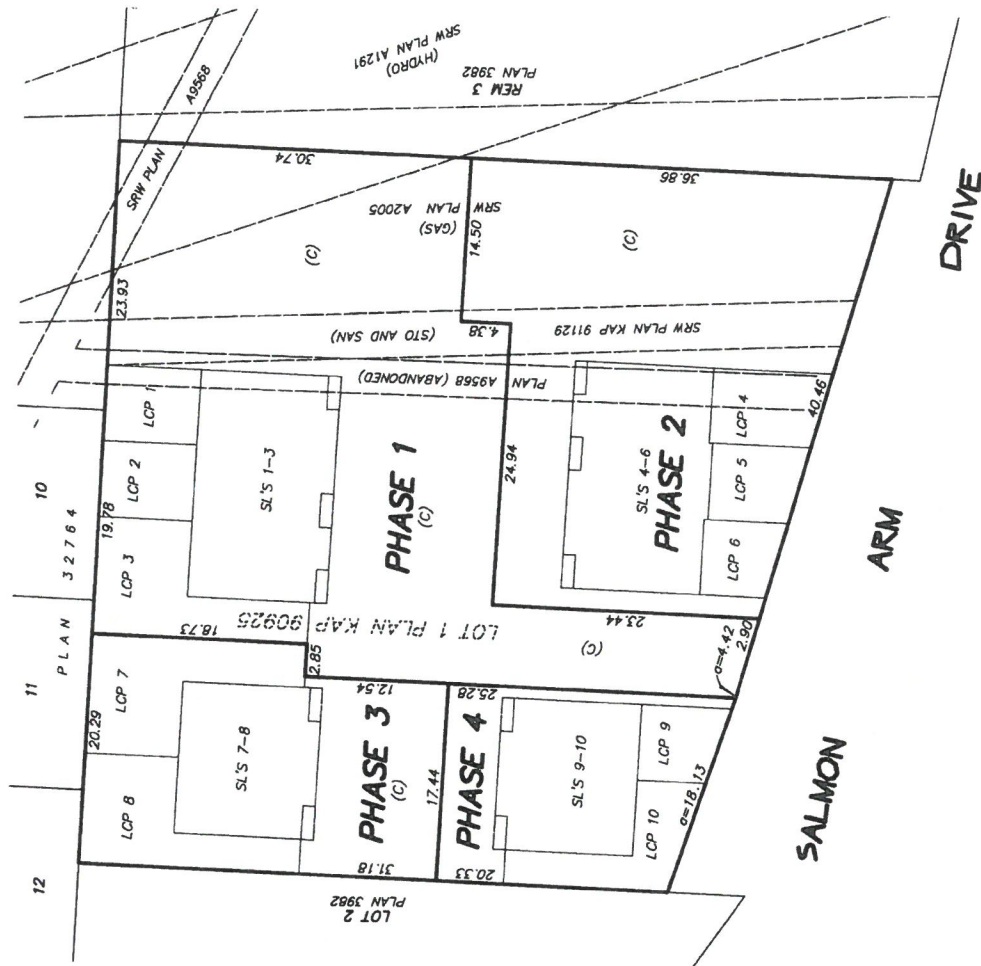 SRW PLAN A1291
(HYDRO)
PLAN 3982
REM 3
A9568
SRW PLAN
30.74
36.86
SRW PLAN A2005
(GAS)
14.50
(C)
(C)
23.93
(STO AND SAN)
4.38
SRW PLAN KAP 91129
PLAN A9568 (ABANDONED)
DRIVE
40.46
LCP 1
LCP 2
LCP 3
SL'S 1-3
PHASE 1
(C)
24.94
SL'S 4-6
PHASE 2
LCP 4
LCP 5
LCP 6
10
19.78
PLAN 32764
11
12
ARM
LOT 1 PLAN KAP 90925
18.73
2.85
23.44
(C)
a=4.42
2.90
12.54
25.28
20.29
LCP 7
LCP 8
SL'S 7-8
PHASE 3
(C)
17.44
PHASE 4
SL'S 9-10
LCP 9
LCP 10
a=18.13
31.18
20.33
SALMON
LOT 2
PLAN 3982